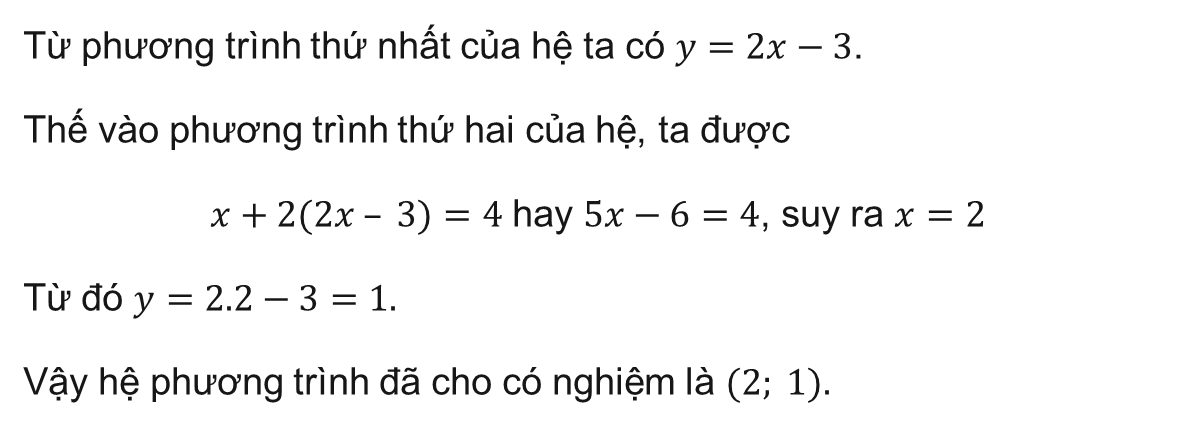 Từ phương trình thứ nhất của hệ ta có y = 2x − 3.
Thế vào phương trình thứ hai của hệ, ta được
x + 2(2x – 3) = 4 hay 5x − 6 = 4, suy ra x = 2
Từ đó y = 2.2 − 3 = 1.
Vậy hệ phương trình đã cho có nghiệm là (2; 1).